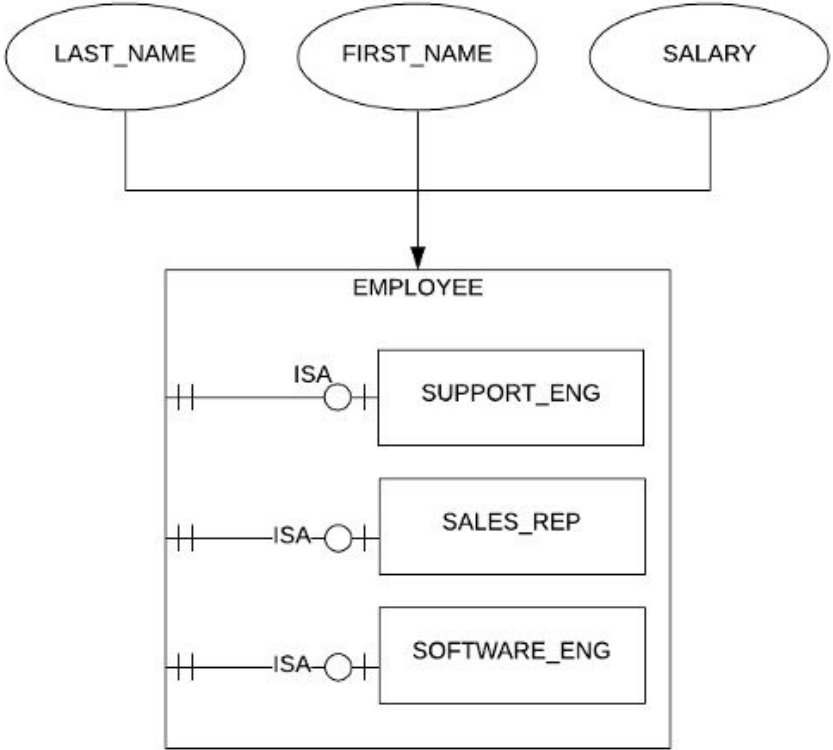 LAST_NAME
FIRST_NAME
SALARY
EMPLOYEE
ISA
SUPPORT_ENG
ISA
SALES_REP
ISA
SOFTWARE_ENG